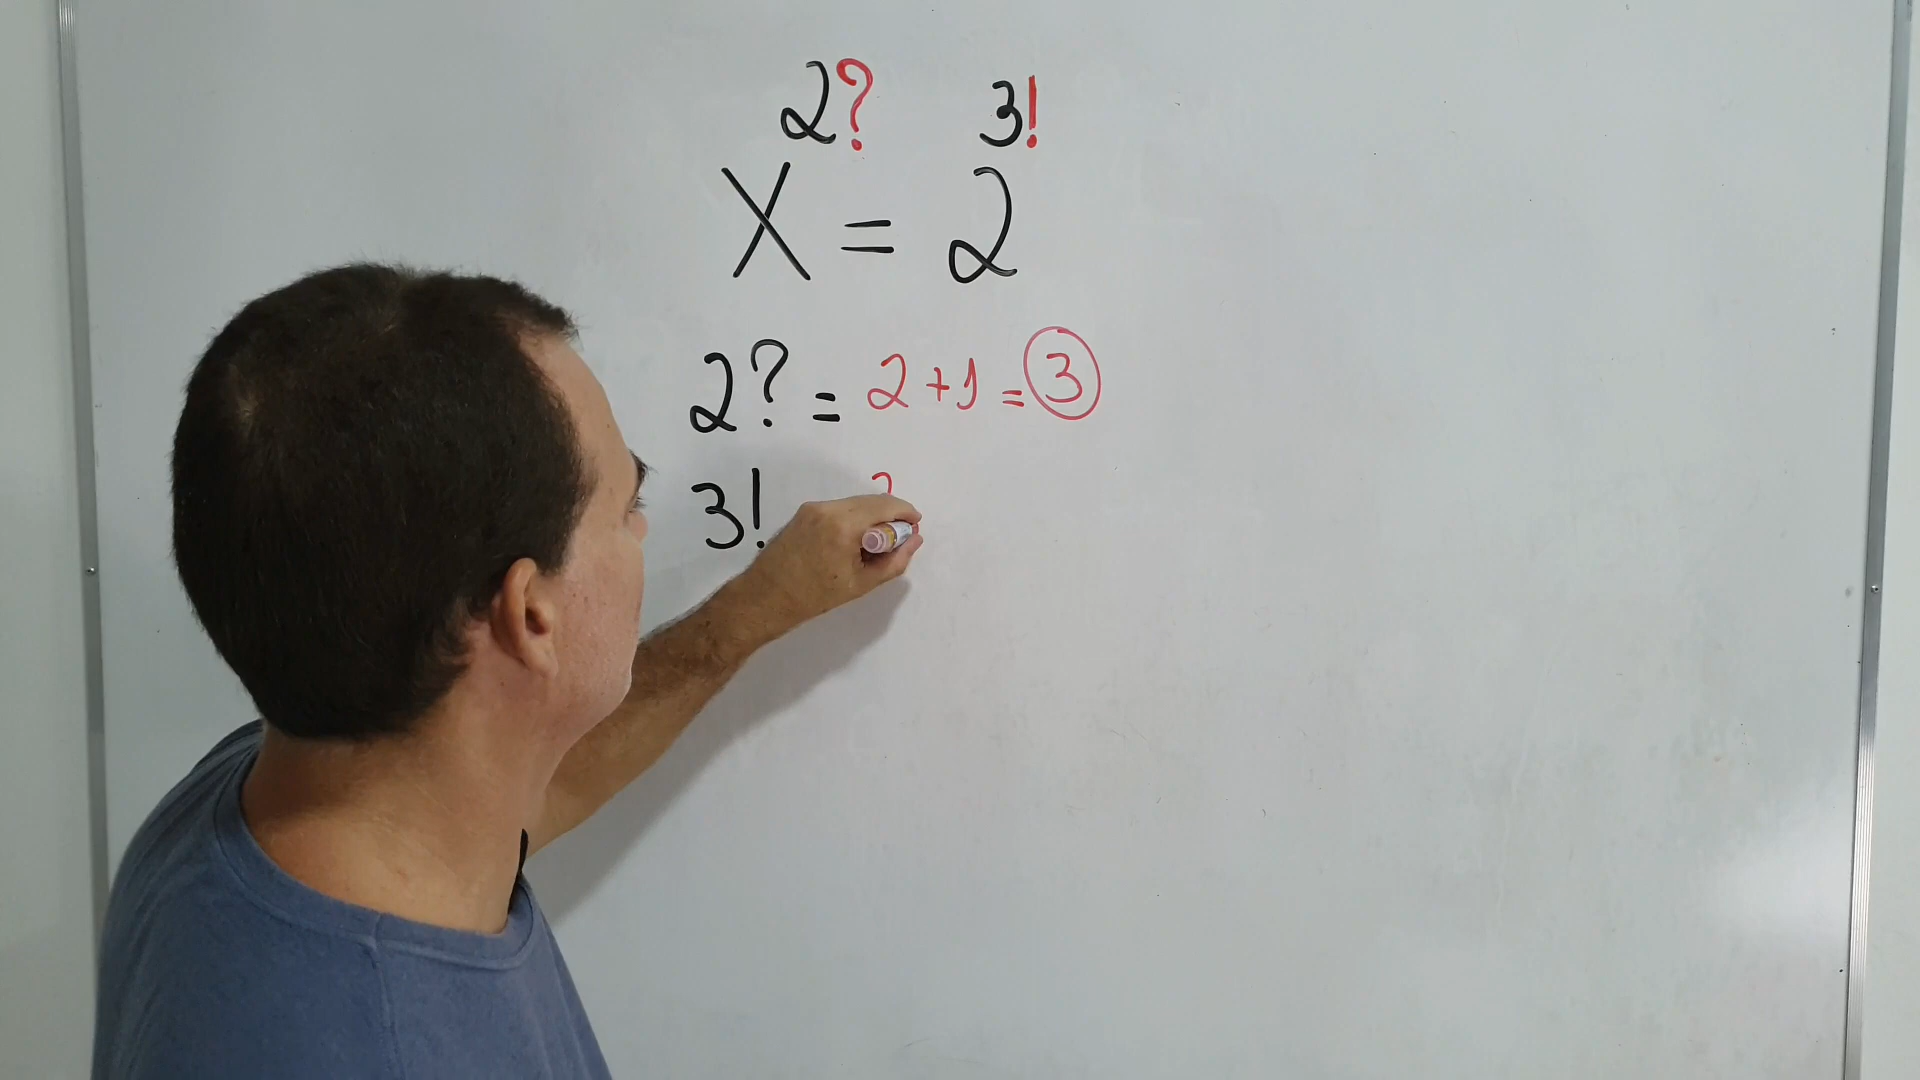 2? 3!
X = 2
2? = 2 + 1 = 3
3!